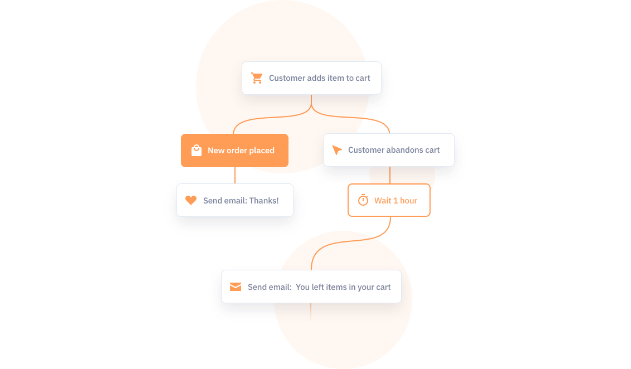 Customer adds item to cart
New order placed
Customer abandons cart
Send email: Thanks!
Wait 1 hour
Send email: You left items in your cart